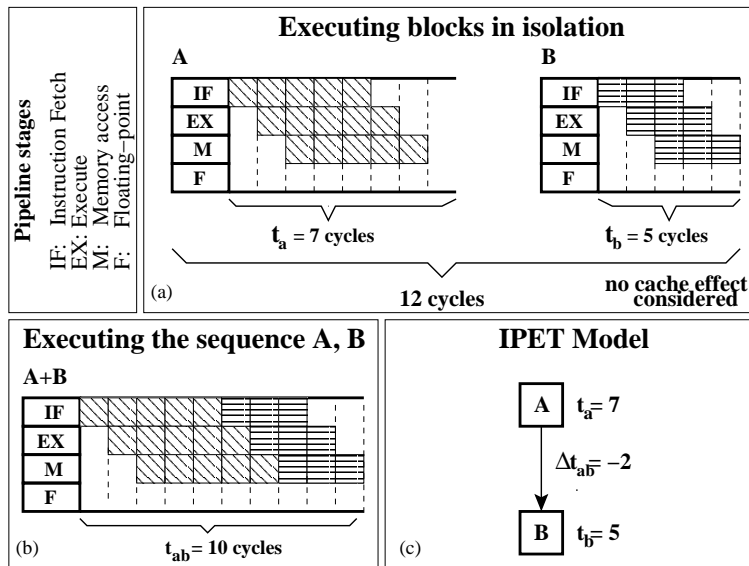 Pipeline stages
IF: Instruction Fetch
EX: Execute
M: Memory access
F: Floating-point
Executing blocks in isolation
A
IF
EX
M
F
tₐ = 7 cycles
B
IF
EX
M
F
t_b = 5 cycles
(a)
12 cycles
no cache effect
considered
Executing the sequence A, B
A+B
IF
EX
M
F
(b)
t_ab = 10 cycles
IPET Model
A
tₐ= 7
Δt_ab= −2
B
t_b= 5
(c)